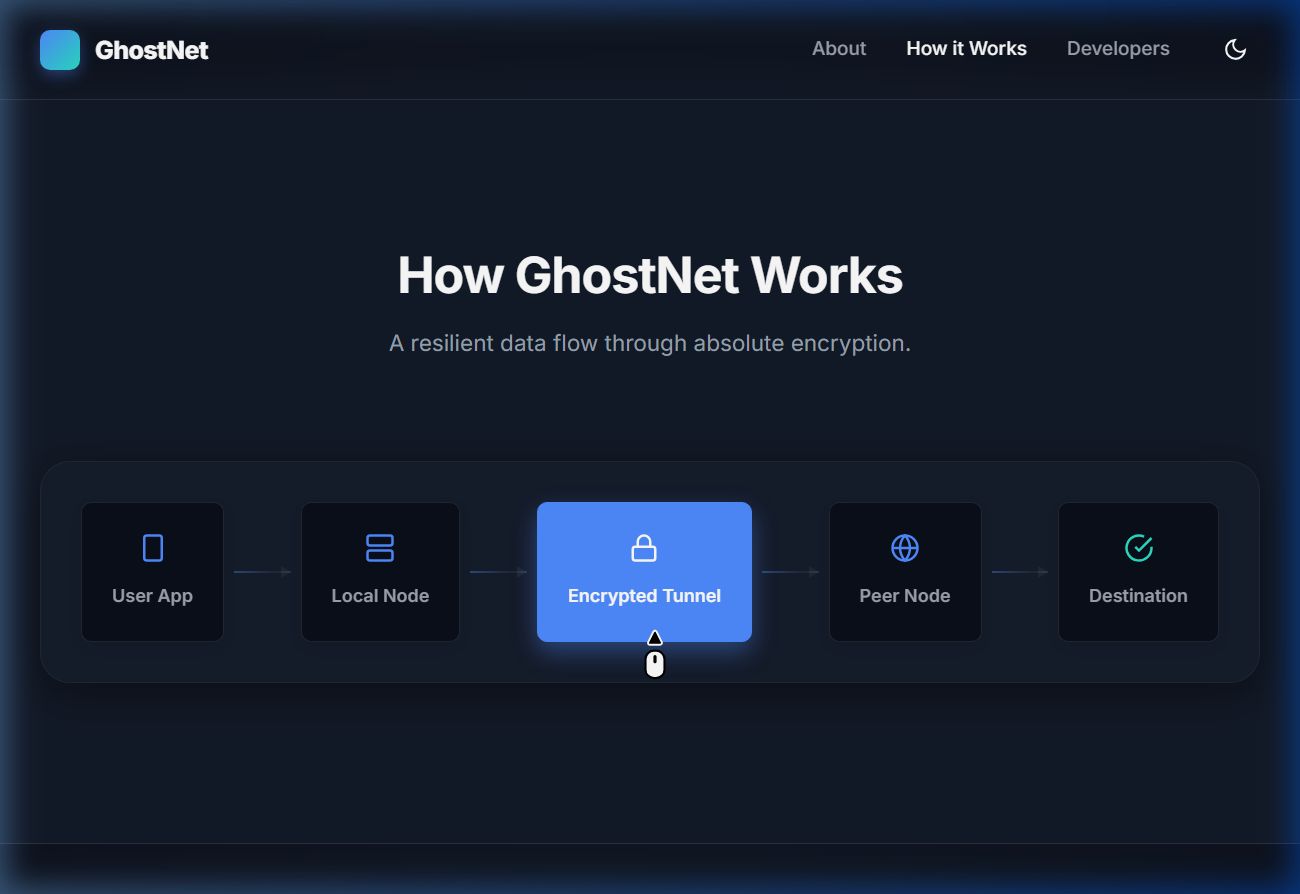 GhostNet
About
How it Works
Developers
How GhostNet Works
A resilient data flow through absolute encryption.
User App
Local Node
Encrypted Tunnel
Peer Node
Destination